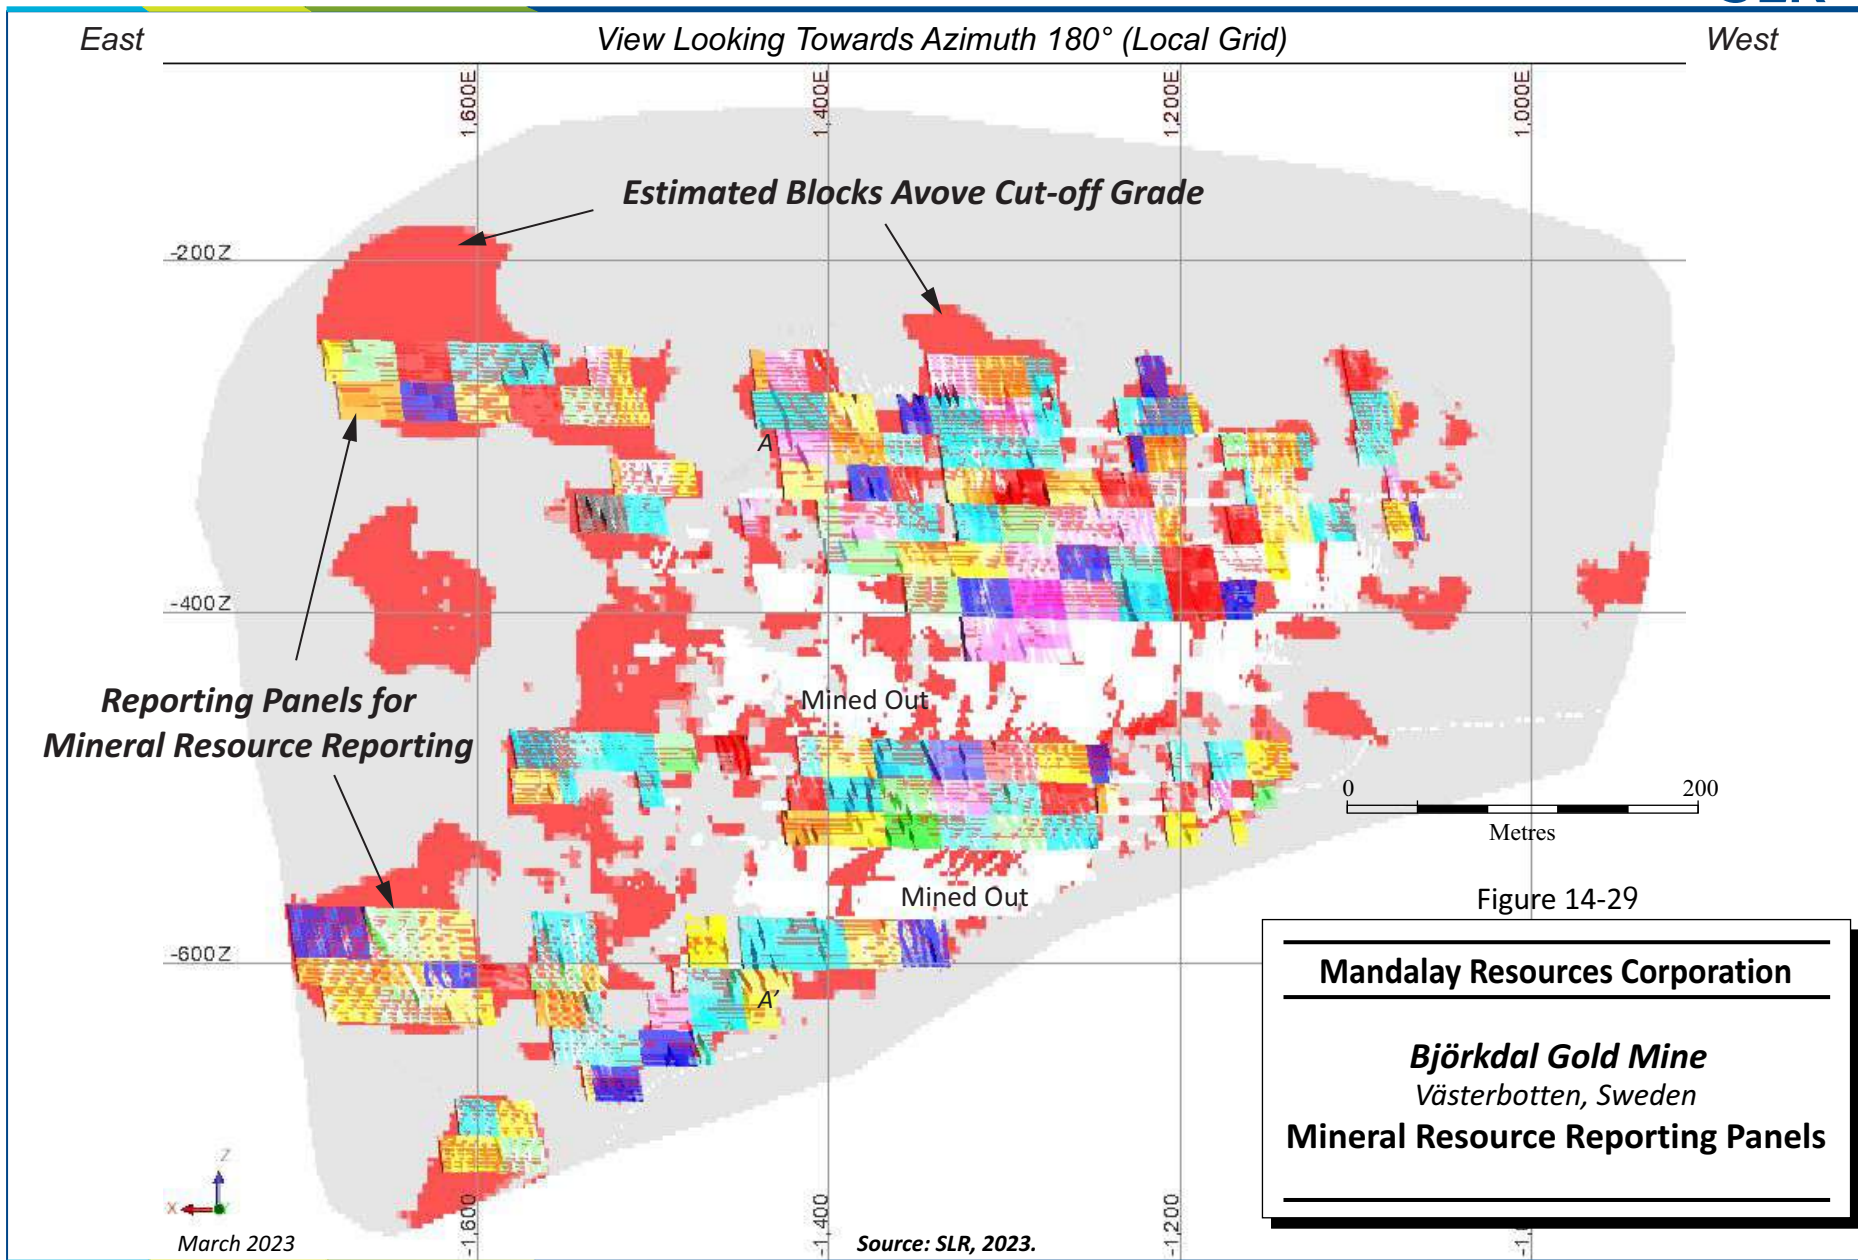 East
View Looking Towards Azimuth 180° (Local Grid)
West
1,600E
1,400E
1,200E
1,000E
Estimated Blocks Avove Cut-off Grade
-200Z
A
-400Z
Reporting Panels for
Mineral Resource Reporting
Mined Out
0 200
Metres
Mined Out
Figure 14-29
-600Z
A'
Mandalay Resources Corporation
Björkdal Gold Mine
Västerbotten, Sweden
Mineral Resource Reporting Panels
Z
X
Y
-1,600
-1,400
-1,200
March 2023
Source: SLR, 2023.